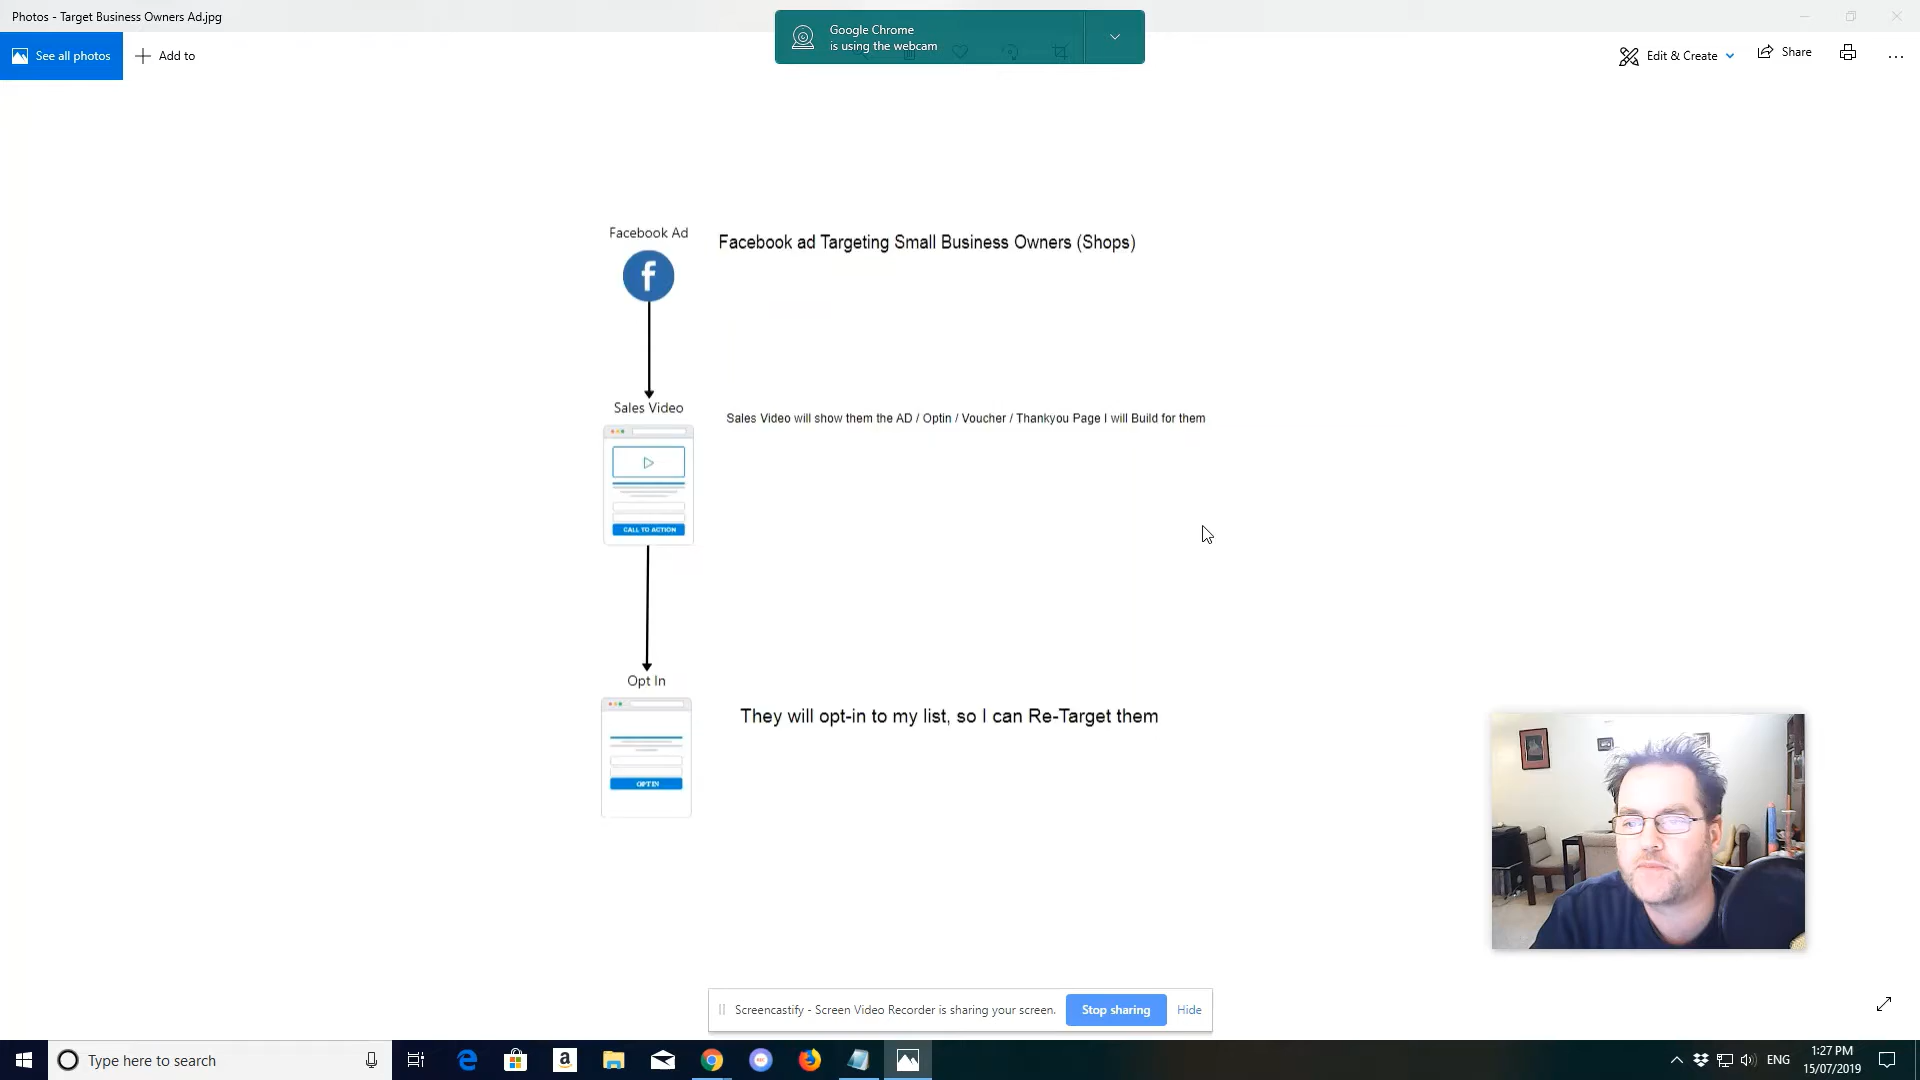 Photos - Target Business Owners Ad.jpg
Google Chrome
is using the webcam
See all photos
Add to
Edit & Create
Share
Facebook Ad
Facebook ad Targeting Small Business Owners (Shops)
f
Sales Video
Sales Video will show them the AD / Optin / Voucher / Thankyou Page I will Build for them
CALL TO ACTION
Opt In
They will opt-in to my list, so I can Re-Target them
OPT IN
Screencastify - Screen Video Recorder is sharing your screen.
Stop sharing
Hide
Type here to search
ENG
1:27 PM
15/07/2019